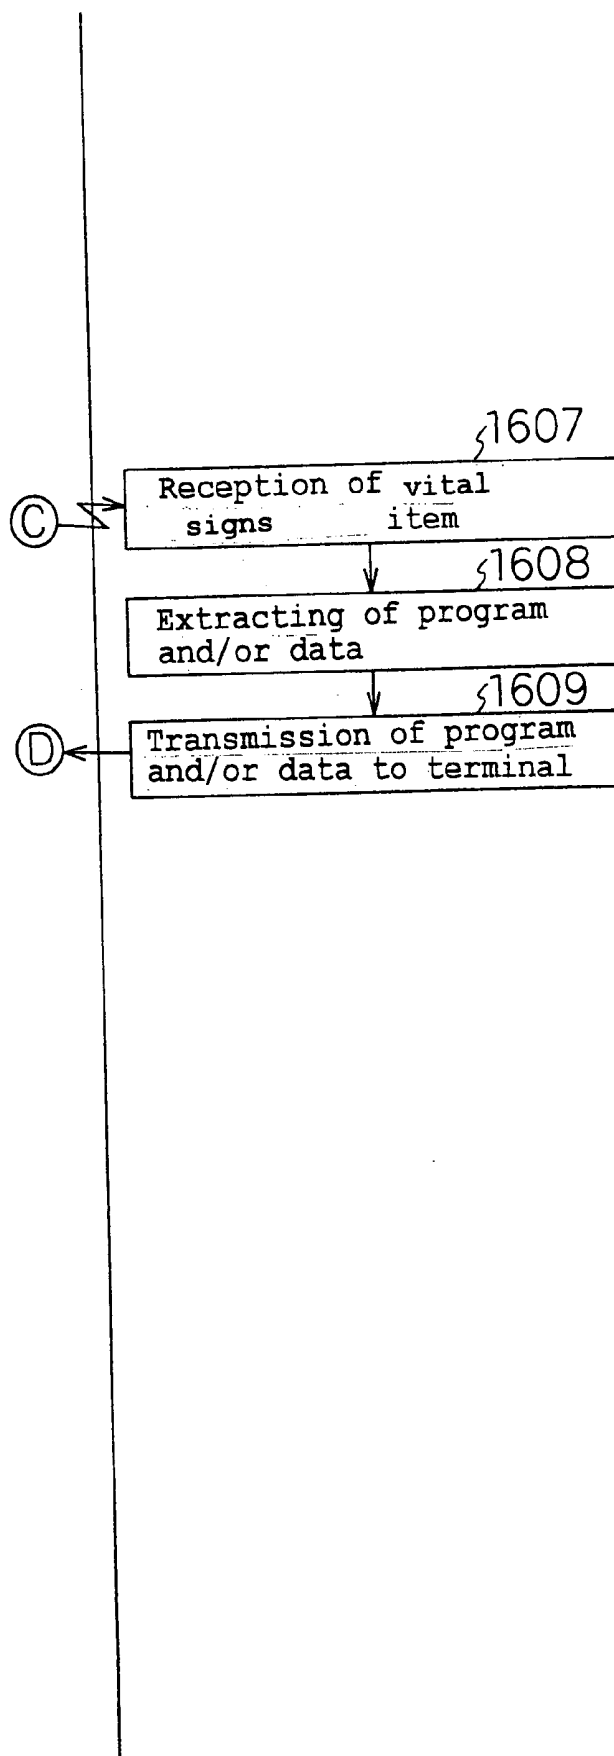 1607
Reception of vital
signs item
C
1608
Extracting of program
and/or data
1609
D
Transmission of program
and/or data to terminal